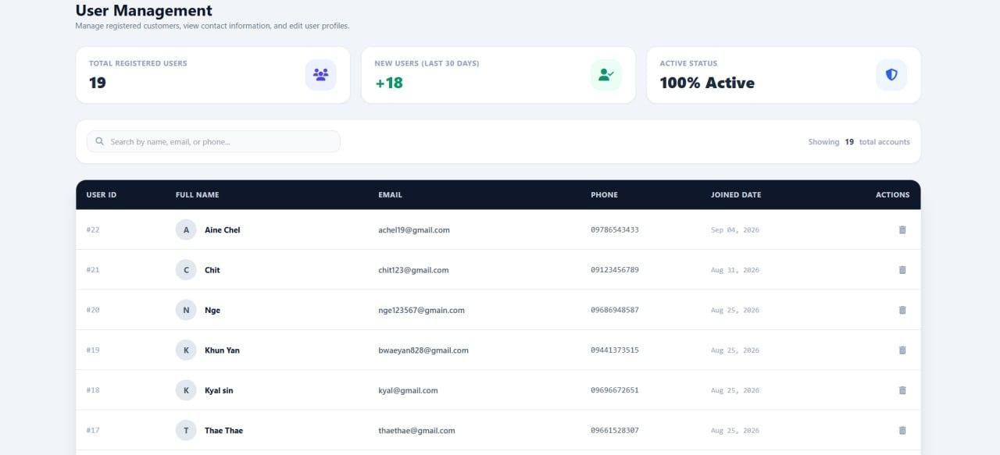 User Management
Manage registered customers, view contact information, and edit user profiles.
TOTAL REGISTERED USERS
19
NEW USERS (LAST 30 DAYS)
+18
ACTIVE STATUS
100% Active
Search by name, email, or phone...
Showing 19 total accounts
USER ID FULL NAME EMAIL PHONE JOINED DATE ACTIONS
#22 A Aine Chel achel19@gmail.com 09786543433 Sep 04, 2026
#21 C Chit chit123@gmail.com 09123456789 Aug 31, 2026
#20 N Nge nge123567@gmain.com 09686948587 Aug 25, 2026
#19 K Khun Yan bwaeyan828@gmail.com 09441373515 Aug 25, 2026
#18 K Kyal sin kyal@gmail.com 09696672651 Aug 25, 2026
#17 T Thae Thae thaethae@gmail.com 09661528307 Aug 25, 2026